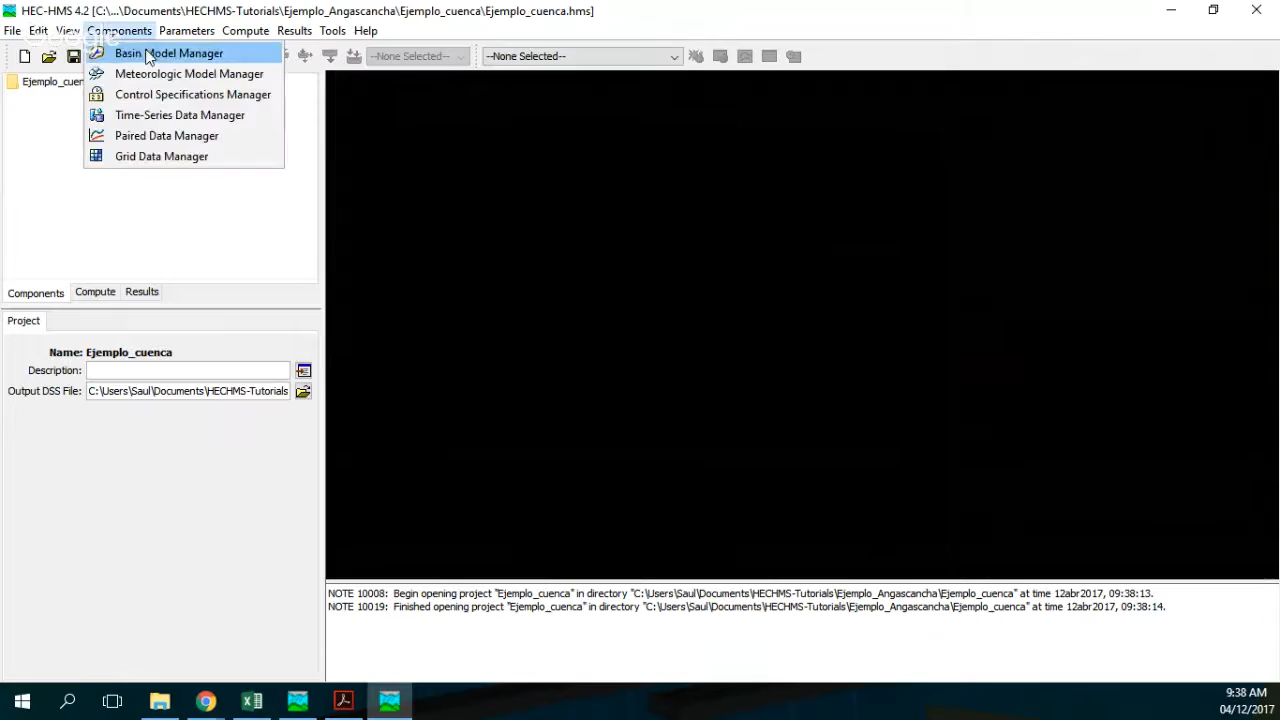 HEC-HMS 4.2 [C:\...\Documents\HECHMS-Tutorials\Ejemplo_Angascancha\Ejemplo_cuenca\Ejemplo_cuenca.hms]
File Edit View Components Parameters Compute Results Tools Help
Google
--None Selected-- --None Selected--
Basin Model Manager
Meteorologic Model Manager
Control Specifications Manager
Time-Series Data Manager
Paired Data Manager
Grid Data Manager
Ejemplo_cuen
Components Compute Results
Project
Name: Ejemplo_cuenca
Description:
Output DSS File: C:\Users\Saul\Documents\HECHMS-Tutorials
NOTE 10008: Begin opening project "Ejemplo_cuenca" in directory "C:\Users\Saul\Documents\HECHMS-Tutorials\Ejemplo_Angascancha\Ejemplo_cuenca" at time 12abr2017, 09:38:13.
NOTE 10019: Finished opening project "Ejemplo_cuenca" in directory "C:\Users\Saul\Documents\HECHMS-Tutorials\Ejemplo_Angascancha\Ejemplo_cuenca" at time 12abr2017, 09:38:14.
9:38 AM
04/12/2017